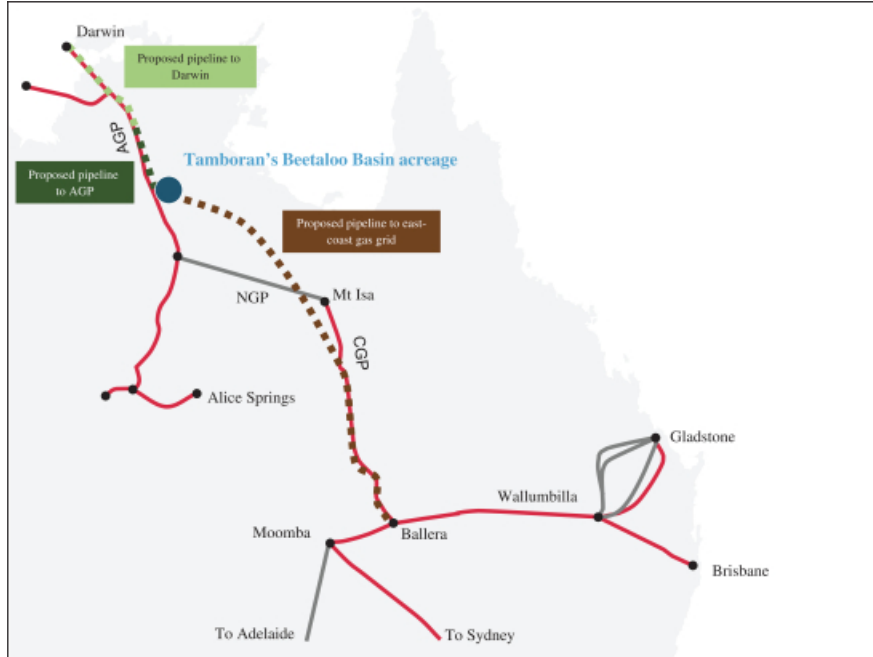 Darwin
Proposed pipeline to
Darwin
AGP
Tamboran's Beetaloo Basin acreage
Proposed pipeline
to AGP
Proposed pipeline to east-
coast gas grid
NGP
Mt Isa
CGP
Alice Springs
Gladstone
Wallumbilla
Moomba
Ballera
Brisbane
To Adelaide
To Sydney